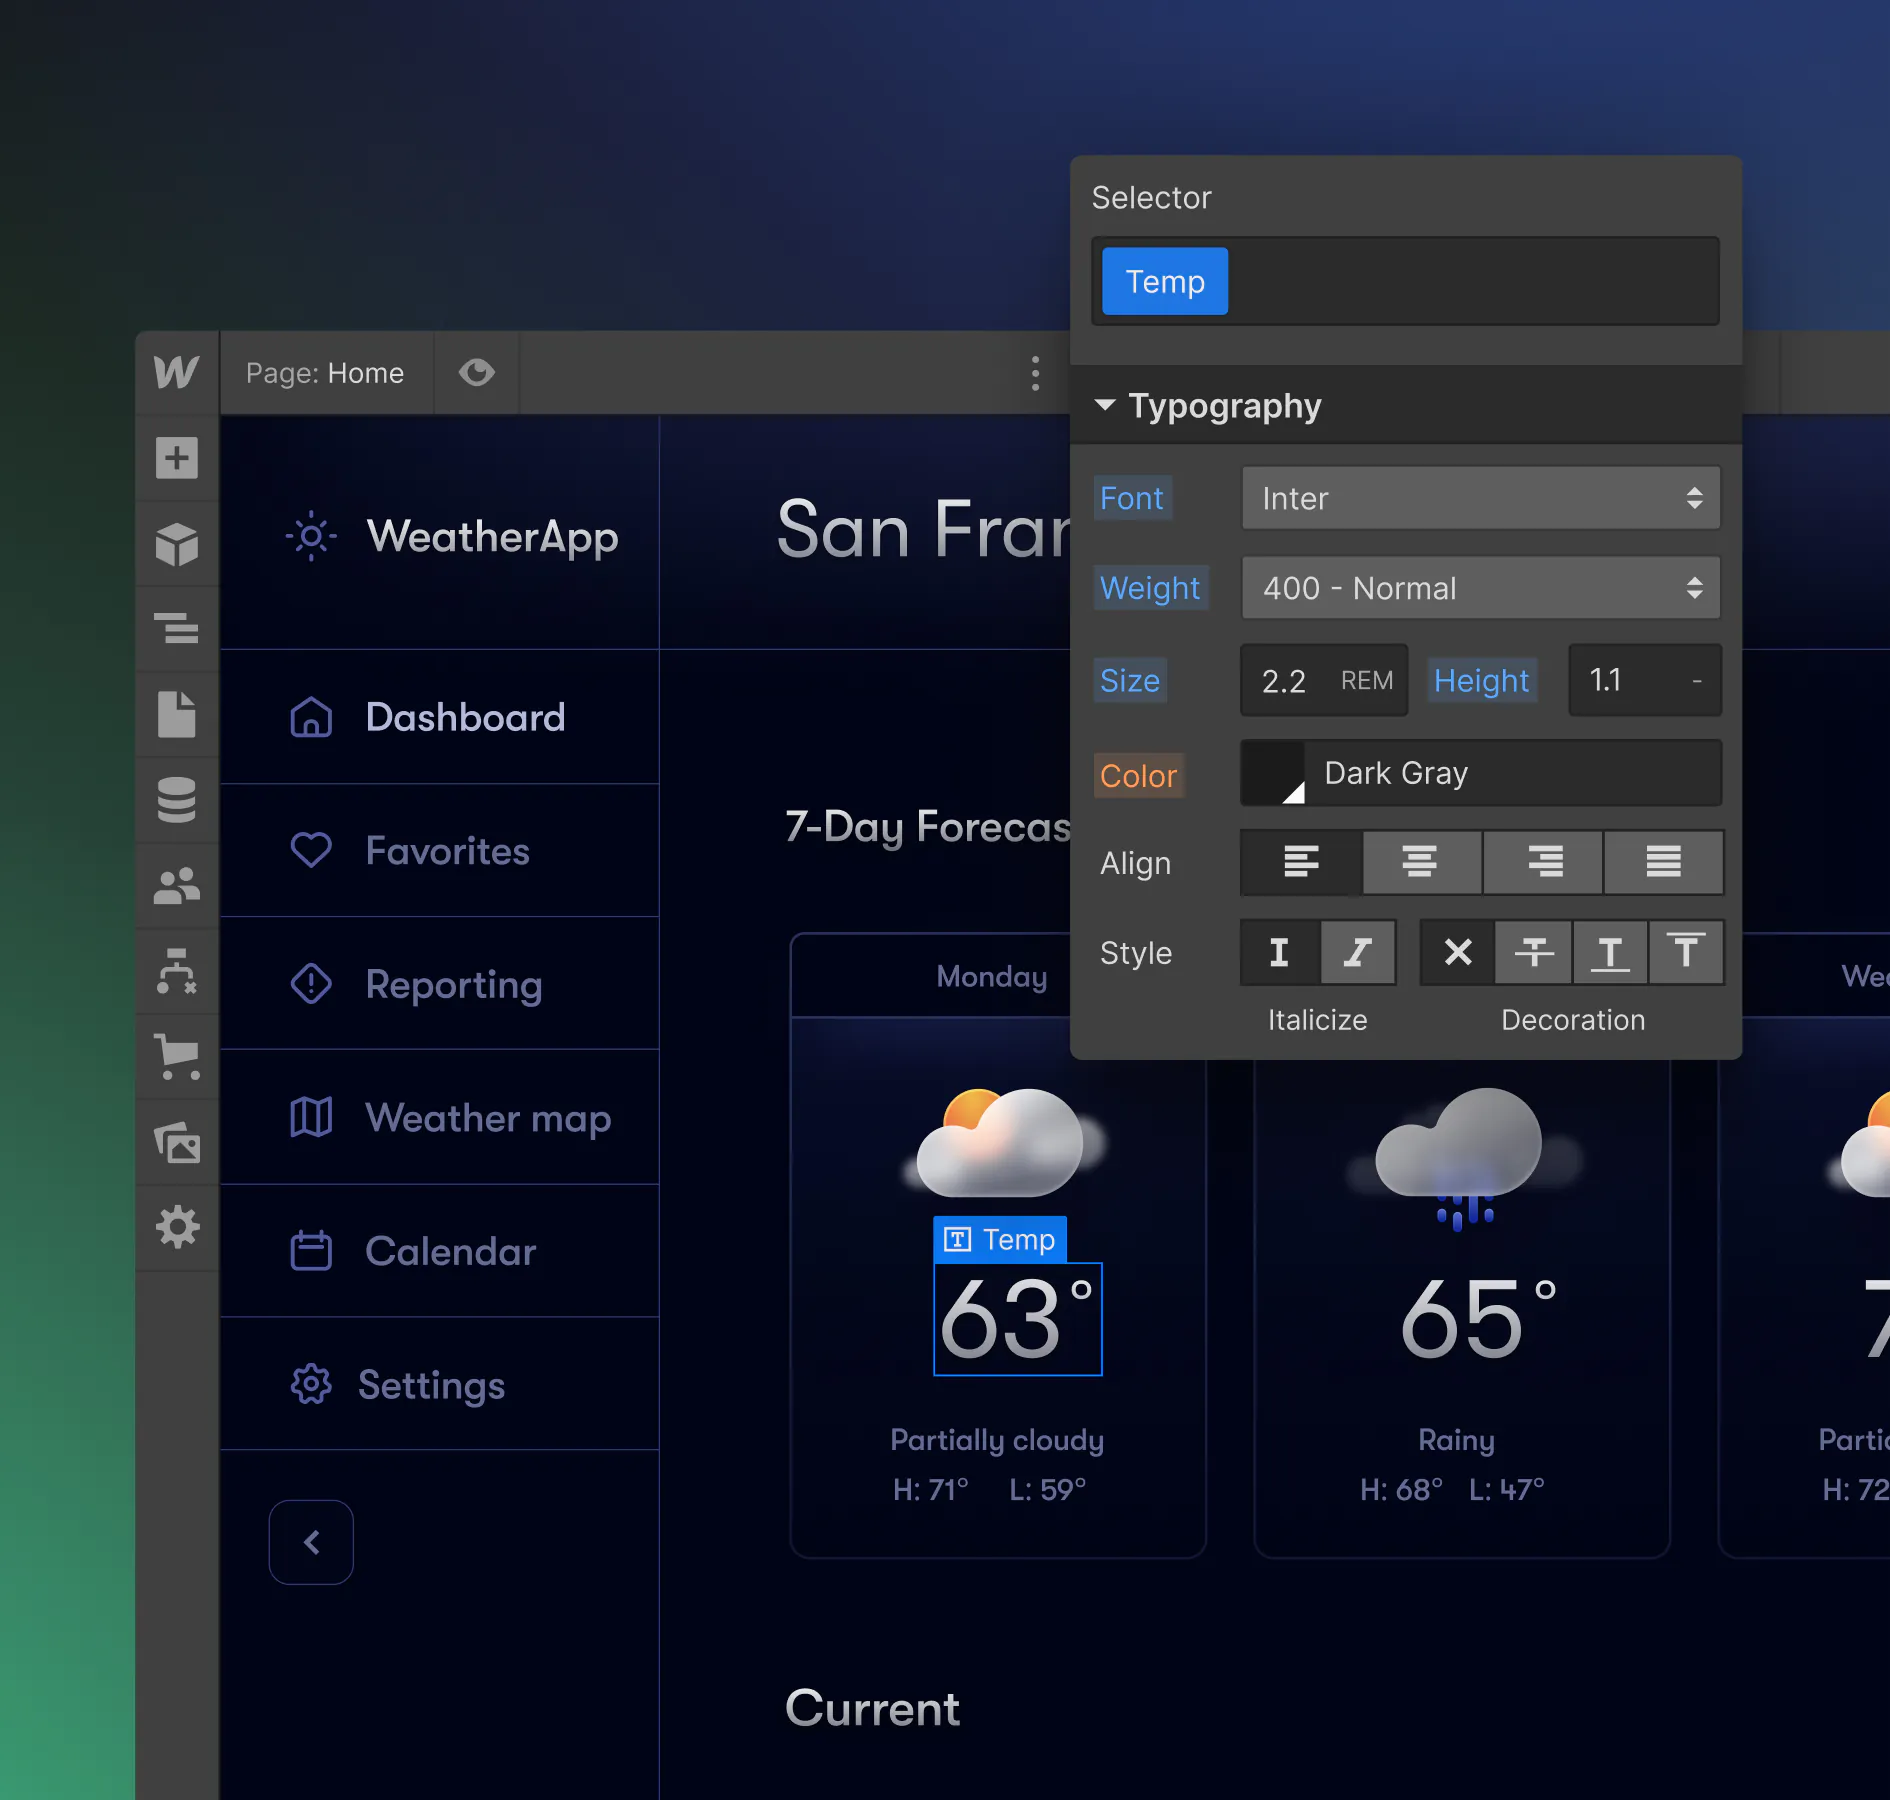 Selector
Temp
Page: Home
Typography
Font Inter
Weight 400 - Normal
Size 2.2 REM Height 1.1 -
Color Dark Gray
Align
Style
Italicize Decoration
WeatherApp
Dashboard
Favorites
Reporting
Weather map
Calendar
Settings
San Fran
7-Day Forecas
Monday
Temp
63°
Partially cloudy
H: 71° L: 59°
65°
Rainy
H: 68° L: 47°
Wed
7
Partia
H: 72
Current